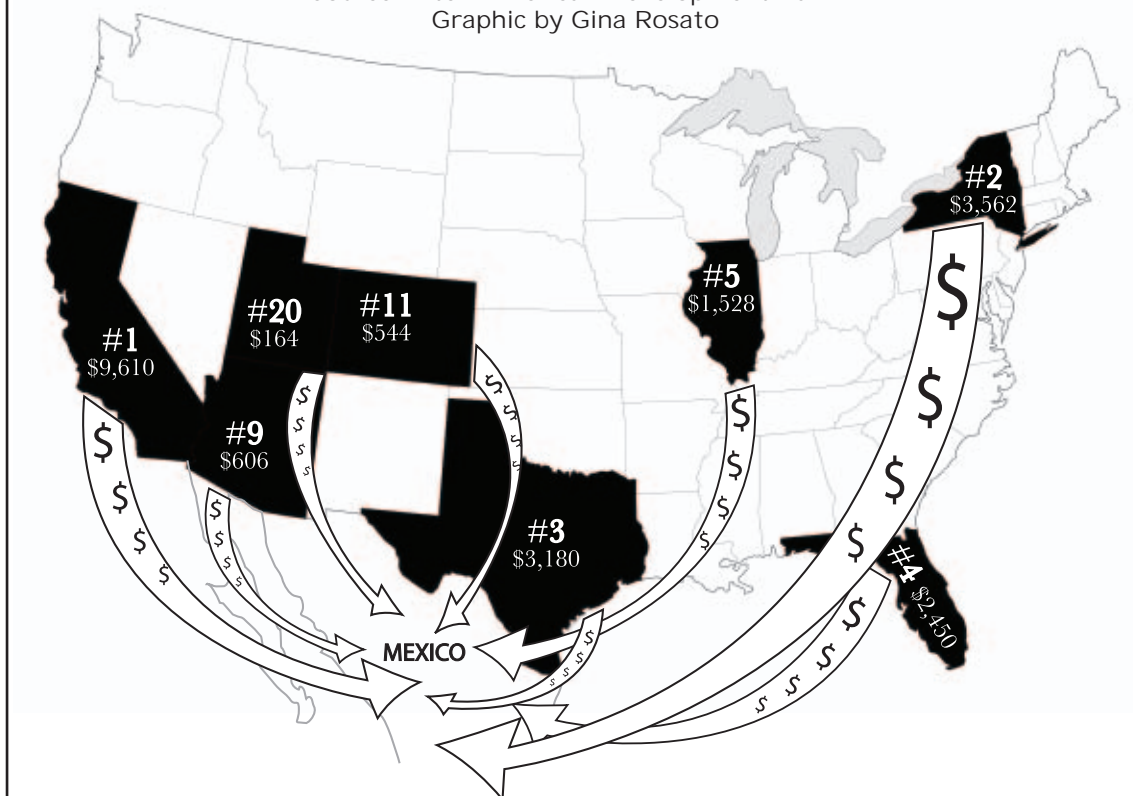 Graphic by Gina Rosato
#2
$3,562
#5
$1,528
#20
$164
#11
$544
#1
$9,610
#9
$606
#3
$3,180
#4 $2,450
MEXICO
$ $ $ $
$ $ $ $
$ $ $ $
$ $ $ $
$ $ $ $
$ $ $ $
$ $ $ $
$ $ $ $